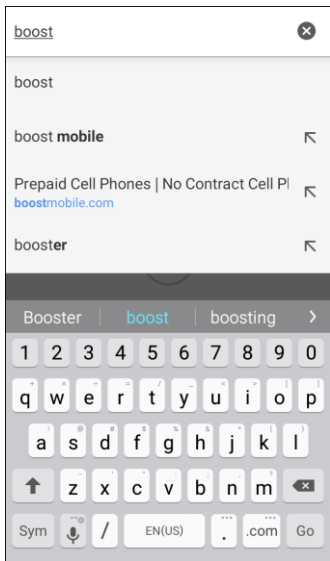 boost
boost
boost mobile
Prepaid Cell Phones | No Contract Cell Pl
boostmobile.com
booster
Booster boost boosting
1 2 3 4 5 6 7 8 9 0
q w e r t y u i o p
a s d f g h j k l
z x c v b n m
Sym / EN(US) . .com Go